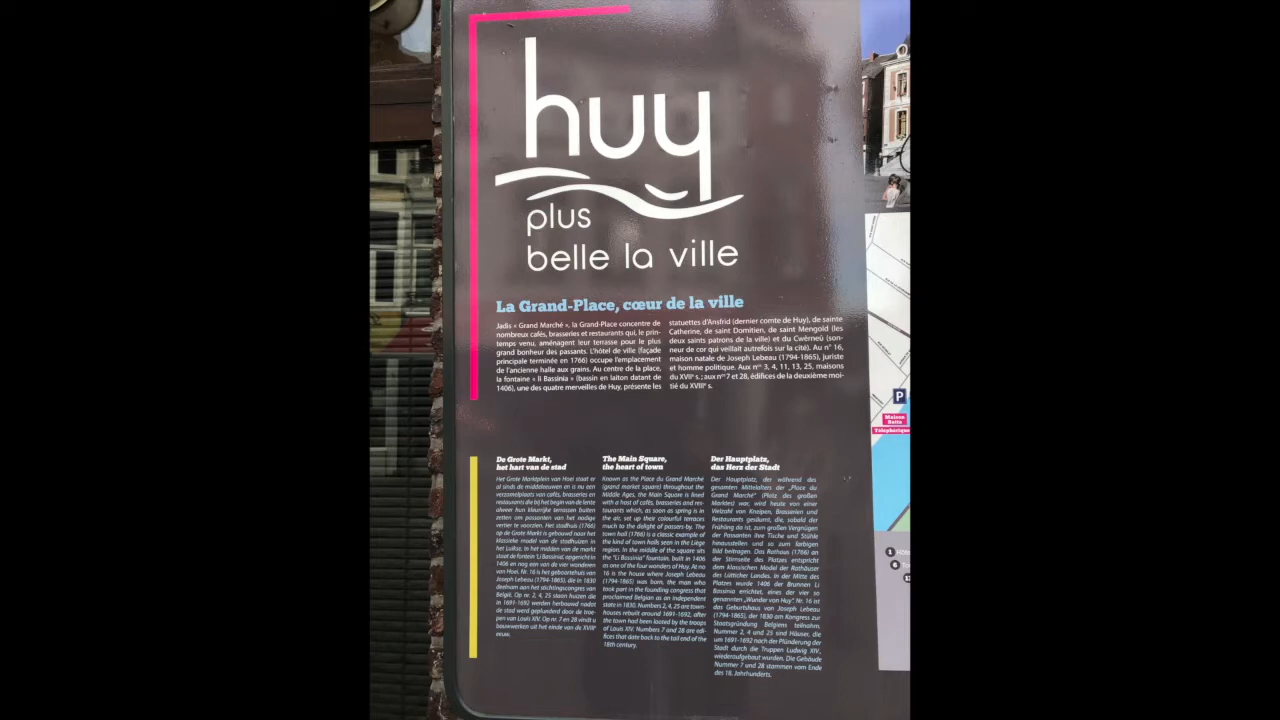 huy
plus
belle la ville
La Grand-Place, cœur de la ville
Jadis « Grand Marché », la Grand-Place concentre de
nombreux cafés, brasseries et restaurants qui, le prin-
temps venu, aménagent leur terrasse pour le plus
grand bonheur des passants. L'hôtel de ville (façade
principale terminée en 1766) occupe l'emplacement
de l'ancienne halle aux grains. Au centre de la place,
la fontaine « li Bassinia » (bassin en laiton datant de
1406), une des quatre merveilles de Huy, présente les
statuettes d'Ansfrid (dernier comte de Huy), de sainte
Catherine, de saint Domitien, de saint Mengold (les
deux saints patrons de la ville) et du Cwèrneû (son-
neur de cor qui veillait autrefois sur la cité). Au n° 16,
maison natale de Joseph Lebeau (1794-1865), juriste
et homme politique. Aux nos 3, 4, 11, 13, 25, maisons
du XVIIe s. ; aux nos 7 et 28, édifices de la deuxième moi-
tié du XVIIIe s.
De Grote Markt,
het hart van de stad
Het Grote Marktplein van Hoei staat er
al sinds de middeleeuwen en is nu een
verzamelplaats van cafés, brasseries en
restaurants die bij het begin van de lente
alweer hun kleurrijke terrassen buiten
zetten om passanten van het nodige
vertier te voorzien. Het stadhuis (1766)
op de Grote Markt is gebouwd naar het
klassieke model van de stadhuizen in
het Luikse. In het midden van de markt
staat de fontein 'Li Bassinia', opgericht in
1406 en nog een van de vier wonderen
van Hoei. Nr. 16 is het geboortehuis van
Joseph Lebeau (1794-1865), die in 1830
deelnam aan het stichtingscongres van
België. Op nr. 2, 4, 25 staan huizen die
in 1691-1692 werden herbouwd nadat
de stad werd geplunderd door de troe-
pen van Louis XIV. Op nr. 7 en 28 vindt u
bouwwerken uit het einde van de XVIIIe
eeuw.
The Main Square,
the heart of town
Known as the Place du Grand Marché
(grand market square) throughout the
Middle Ages, the Main Square is lined
with a host of cafés, brasseries and res-
taurants which, as soon as spring is in
the air, set up their colourful terraces
much to the delight of passers-by. The
town hall (1766) is a classic example of
the kind of town halls seen in the Liège
region. In the middle of the square sits
the "Li Bassinia" fountain, built in 1406
as one of the four wonders of Huy. At no
16 is the house where Joseph Lebeau
(1794-1865) was born, the man who
took part in the founding congress that
proclaimed Belgian as an independent
state in 1830. Numbers 2, 4, 25 are town-
houses rebuilt around 1691-1692, after
the town had been looted by the troops
of Louis XIV. Numbers 7 and 28 are edi-
fices that date back to the tail end of the
18th century.
Der Hauptplatz,
das Herz der Stadt
Der Hauptplatz, der während des
gesamten Mittelalters der „Place du
Grand Marché" (Platz des großen
Marktes) war, wird heute von einer
Vielzahl von Kneipen, Brasserien und
Restaurants gesäumt, die, sobald der
Frühling da ist, zum großen Vergnügen
der Passanten ihre Tische und Stühle
hinausstellen und so zum farbigen
Bild beitragen. Das Rathaus (1766) an
der Stirnseite des Platzes entspricht
dem klassischen Model der Rathäuser
des Lütticher Landes. In der Mitte des
Platzes wurde 1406 der Brunnen Li
Bassinia errichtet, eines der vier so
genannten „Wunder von Huy". Nr. 16 ist
das Geburtshaus von Joseph Lebeau
(1794-1865), der 1830 am Kongress zur
Staatsgründung Belgiens teilnahm.
Nummer 2, 4 und 25 sind Häuser, die
um 1691-1692 nach der Plünderung der
Stadt durch die Truppen Ludwig XIV.
wiederaufgebaut wurden. Die Gebäude
Nummer 7 und 28 stammen vom Ende
des 18. Jahrhunderts.
P
Maison
Batta
Téléphérique
1
6